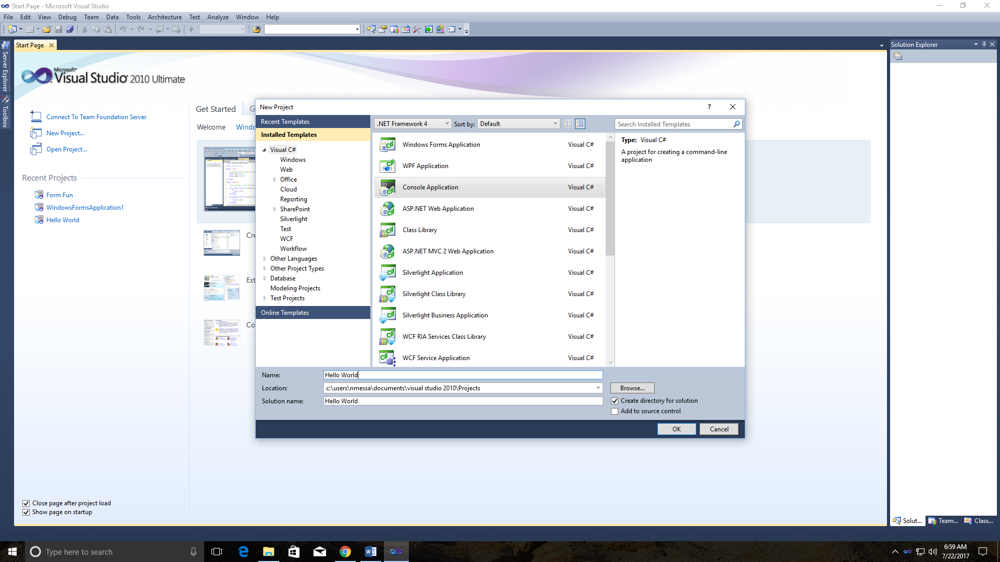 Start Page - Microsoft Visual Studio
File Edit View Debug Team Data Tools Architecture Test Analyze Window Help
Server Explorer
Toolbox
Start Page
Microsoft
Visual Studio 2010 Ultimate
Connect To Team Foundation Server
New Project...
Open Project...
Recent Projects
Form Fun
WindowsFormsApplication1
Hello World
Close page after project load
Show page on startup
Get Started G
Welcome Windo
Cre
Ext
Co
New Project
?
Recent Templates
Installed Templates
Visual C#
Windows
Web
Office
Cloud
Reporting
SharePoint
Silverlight
Test
WCF
Workflow
Other Languages
Other Project Types
Database
Modeling Projects
Test Projects
Online Templates
.NET Framework 4 Sort by: Default
Search Installed Templates
Windows Forms Application Visual C#
WPF Application Visual C#
Console Application Visual C#
ASP.NET Web Application Visual C#
Class Library Visual C#
ASP.NET MVC 2 Web Application Visual C#
Silverlight Application Visual C#
Silverlight Class Library Visual C#
Silverlight Business Application Visual C#
WCF RIA Services Class Library Visual C#
WCF Service Application Visual C#
Type: Visual C#
A project for creating a command-line
application
Name: Hello World
Location: c:\users\nmessa\documents\visual studio 2010\Projects Browse...
Solution name: Hello World
Create directory for solution
Add to source control
OK Cancel
Solution Explorer
Solut... Team... Class...
Type here to search
6:59 AM
7/22/2017